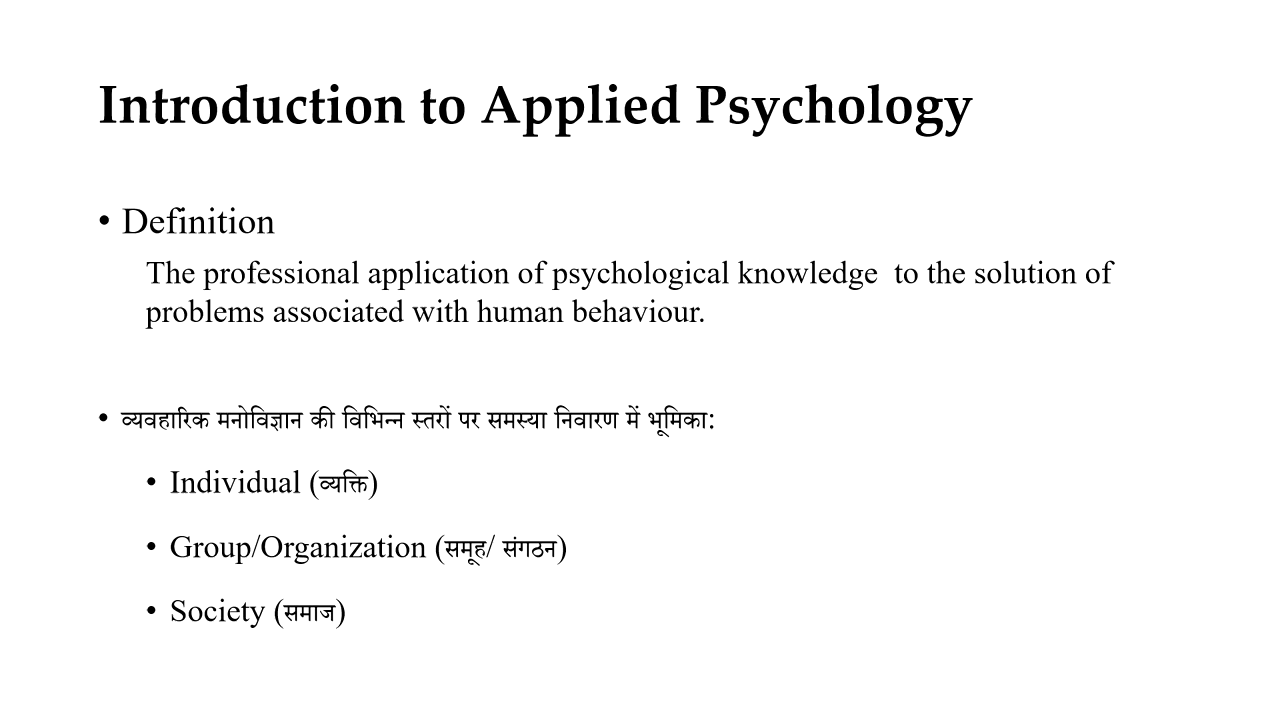 Introduction to Applied Psychology
• Definition
The professional application of psychological knowledge  to the solution of
problems associated with human behaviour.
• व्यवहारिक मनोविज्ञान की विभिन्न स्तरों पर समस्या निवारण में भूमिका:
• Individual (व्यक्ति)
• Group/Organization (समूह/ संगठन)
• Society (समाज)